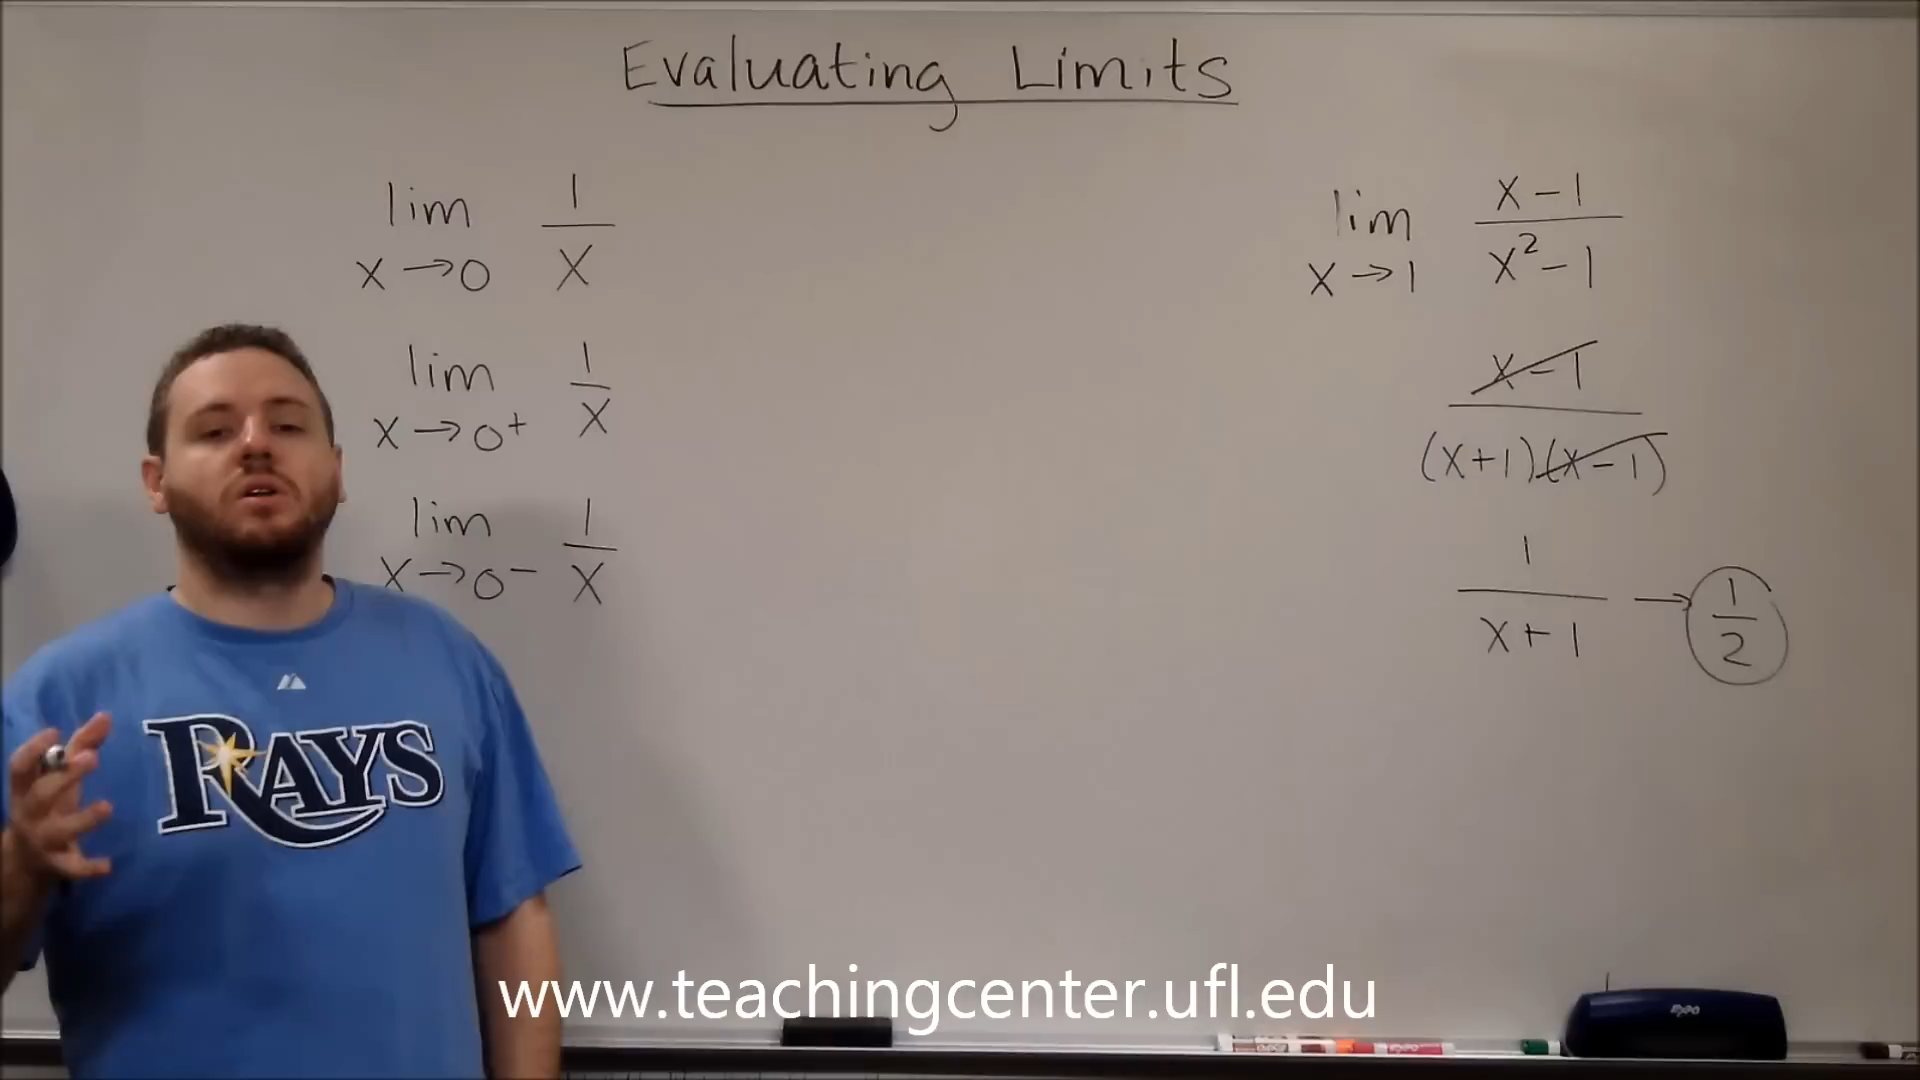 Evaluating Limits
lim 1/x
x→0
lim 1/x
x→0⁺
lim 1/x
x→0⁻
lim x-1/x²-1
x→1
x-1
(x+1)(x-1)
1/x+1 → 1/2
RAYS
www.teachingcenter.ufl.edu
EXPO